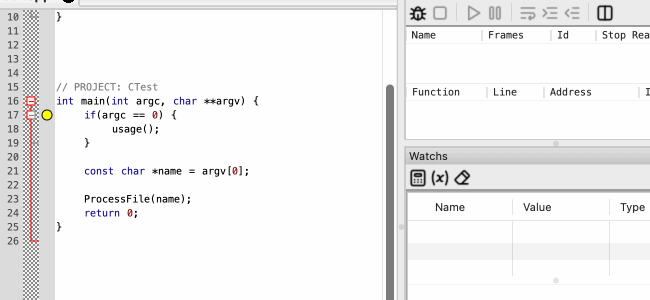 10 }
11
12
13
14
15 // PROJECT: CTest
16 int main(int argc, char **argv) {
17 if(argc == 0) {
18 usage();
19 }
20
21 const char *name = argv[0];
22
23 ProcessFile(name);
24 return 0;
25 }
26
Name Frames Id Stop Rea
Function Line Address
Watchs
(x)
Name Value Type